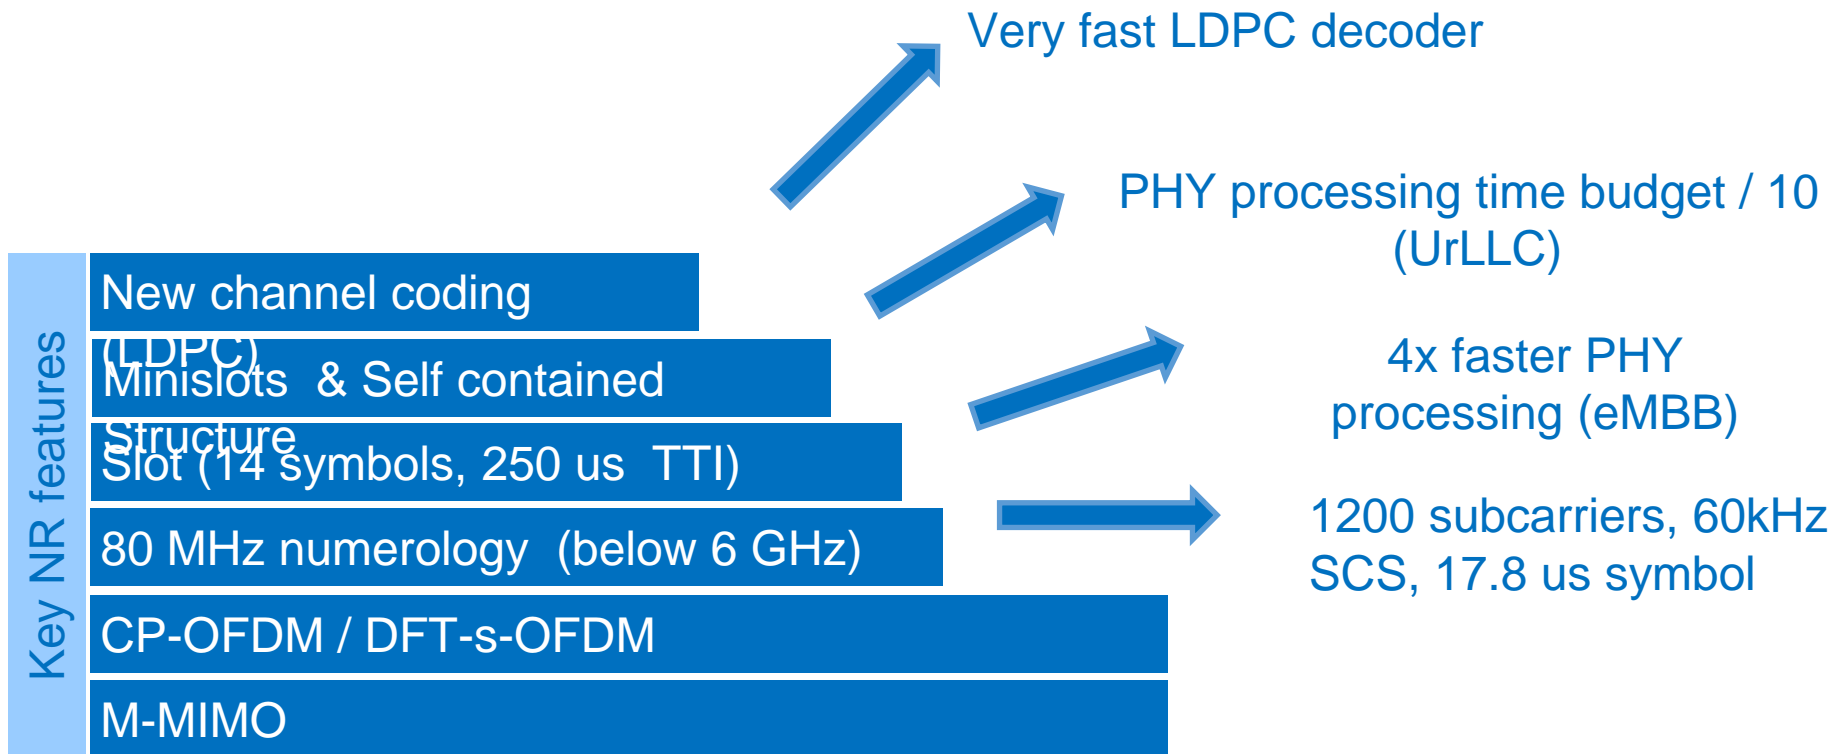 Very fast LDPC decoder
PHY processing time budget / 10
(UrLLC)
4x faster PHY
processing (eMBB)
1200 subcarriers, 60kHz
SCS, 17.8 us symbol
Key NR features
New channel coding
(LDPC)
Minislots & Self contained
Structure
Slot (14 symbols, 250 us TTI)
80 MHz numerology (below 6 GHz)
CP-OFDM / DFT-s-OFDM
M-MIMO